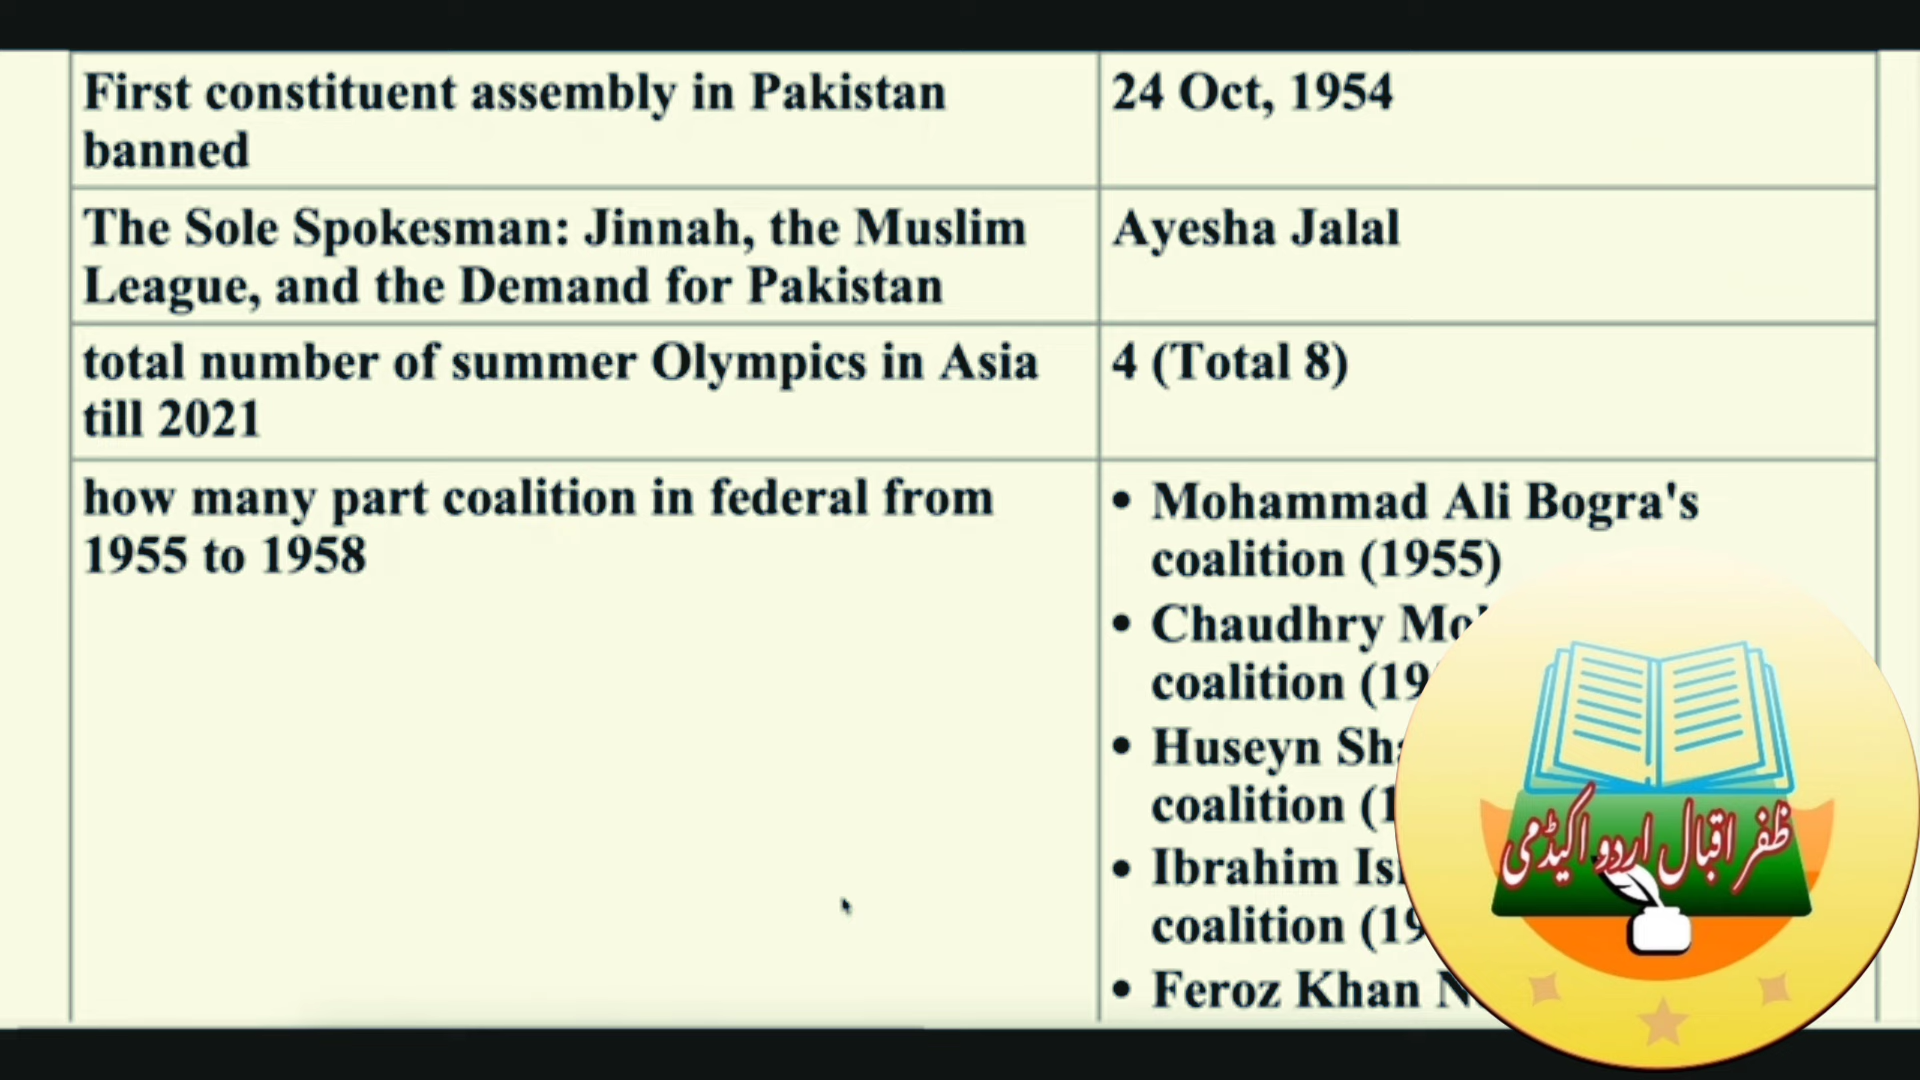 First constituent assembly in Pakistan
banned
24 Oct, 1954
The Sole Spokesman: Jinnah, the Muslim
League, and the Demand for Pakistan
Ayesha Jalal
total number of summer Olympics in Asia
till 2021
4 (Total 8)
how many part coalition in federal from
1955 to 1958
• Mohammad Ali Bogra's
coalition (1955)
• Chaudhry
coalition
• Huseyn
coalition
• Ibrahim
coalition
• Feroz Khan
ظفر اقبال اردو اکیڈمی